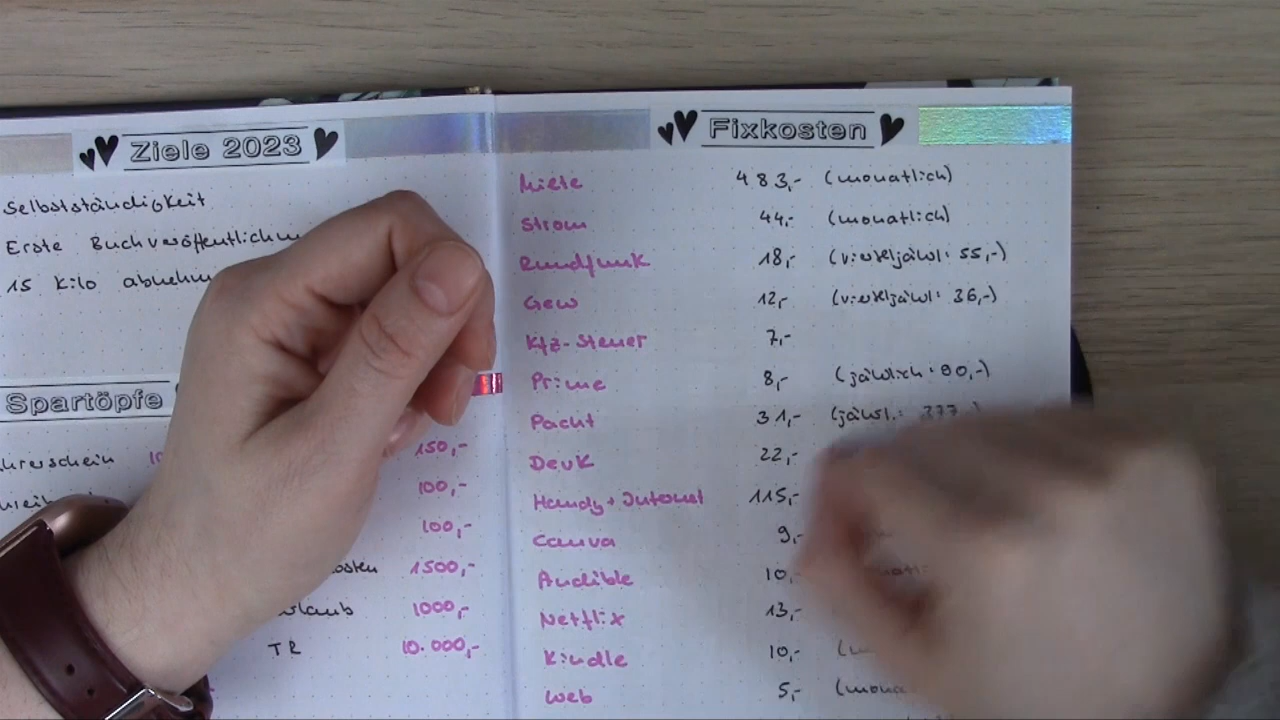 Ziele 2023
Selbstständigkeit
Erste
15 Kilo
Spartöpfe
150,-
100,-
100,-
1500,-
1000,-
TR 10.000,-
Fixkosten
Miete 483,- (monatlich)
Strom 44,- (monatlich)
Rundfunk 18,- (vierteljährl: 55,-)
Gew 12,- (vierteljährl: 36,-)
Kfz-Steuer 7,-
Prime 8,- (jährlich: 90,-)
Pacht 31,- (jährl.: 377
Devk 22,-
Handy + Internet 115,-
Canva 9,-
Audible 10,-
Netflix 13,-
Kindle 10,-
Web 5,-